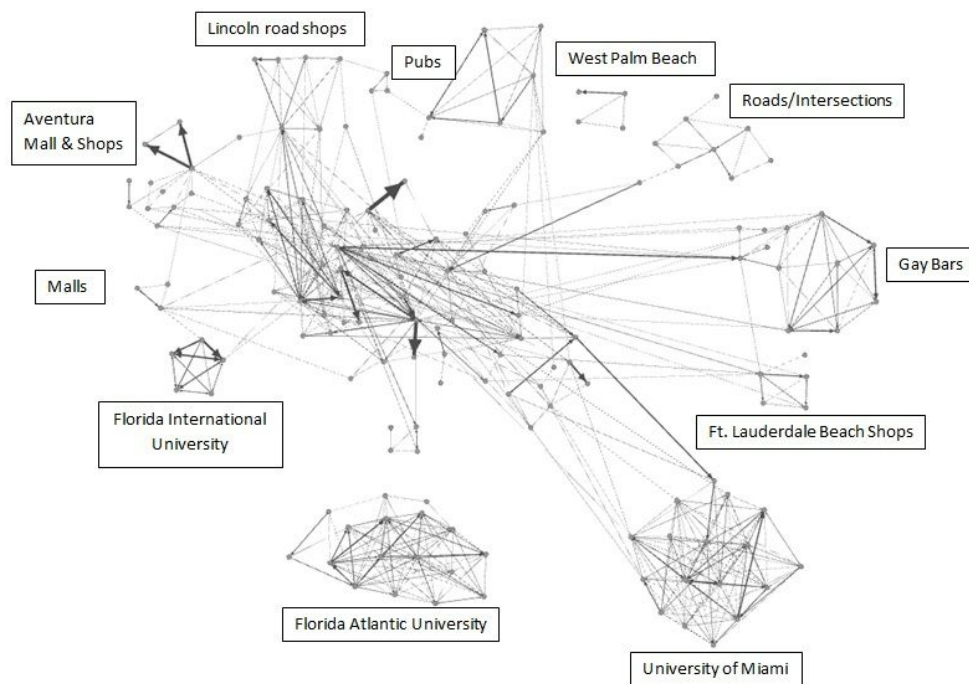 Lincoln road shops
Pubs
West Palm Beach
Roads/Intersections
Aventura
Mall & Shops
Gay Bars
Malls
Florida International
University
Ft. Lauderdale Beach Shops
Florida Atlantic University
University of Miami